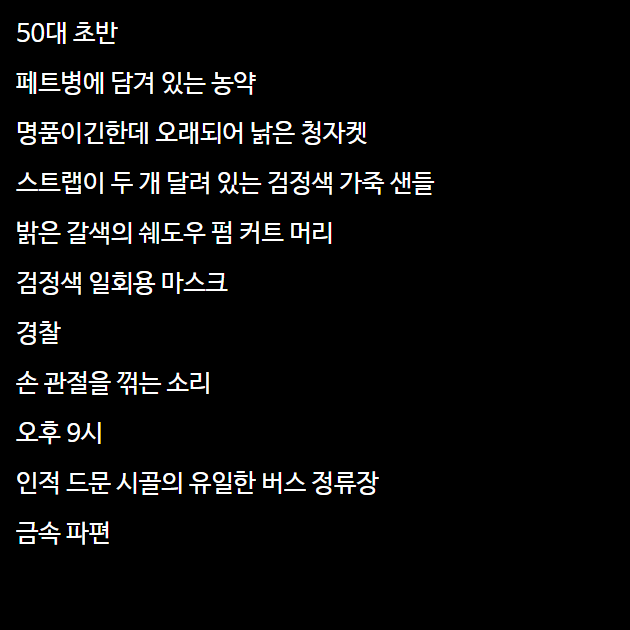 50대 초반
페트병에 담겨 있는 농약
명품이긴한데 오래되어 낡은 청자켓
스트랩이 두 개 달려 있는 검정색 가죽 샌들
밝은 갈색의 쉐도우 펌 커트 머리
검정색 일회용 마스크
경찰
손 관절을 꺾는 소리
오후 9시
인적 드문 시골의 유일한 버스 정류장
금속 파편